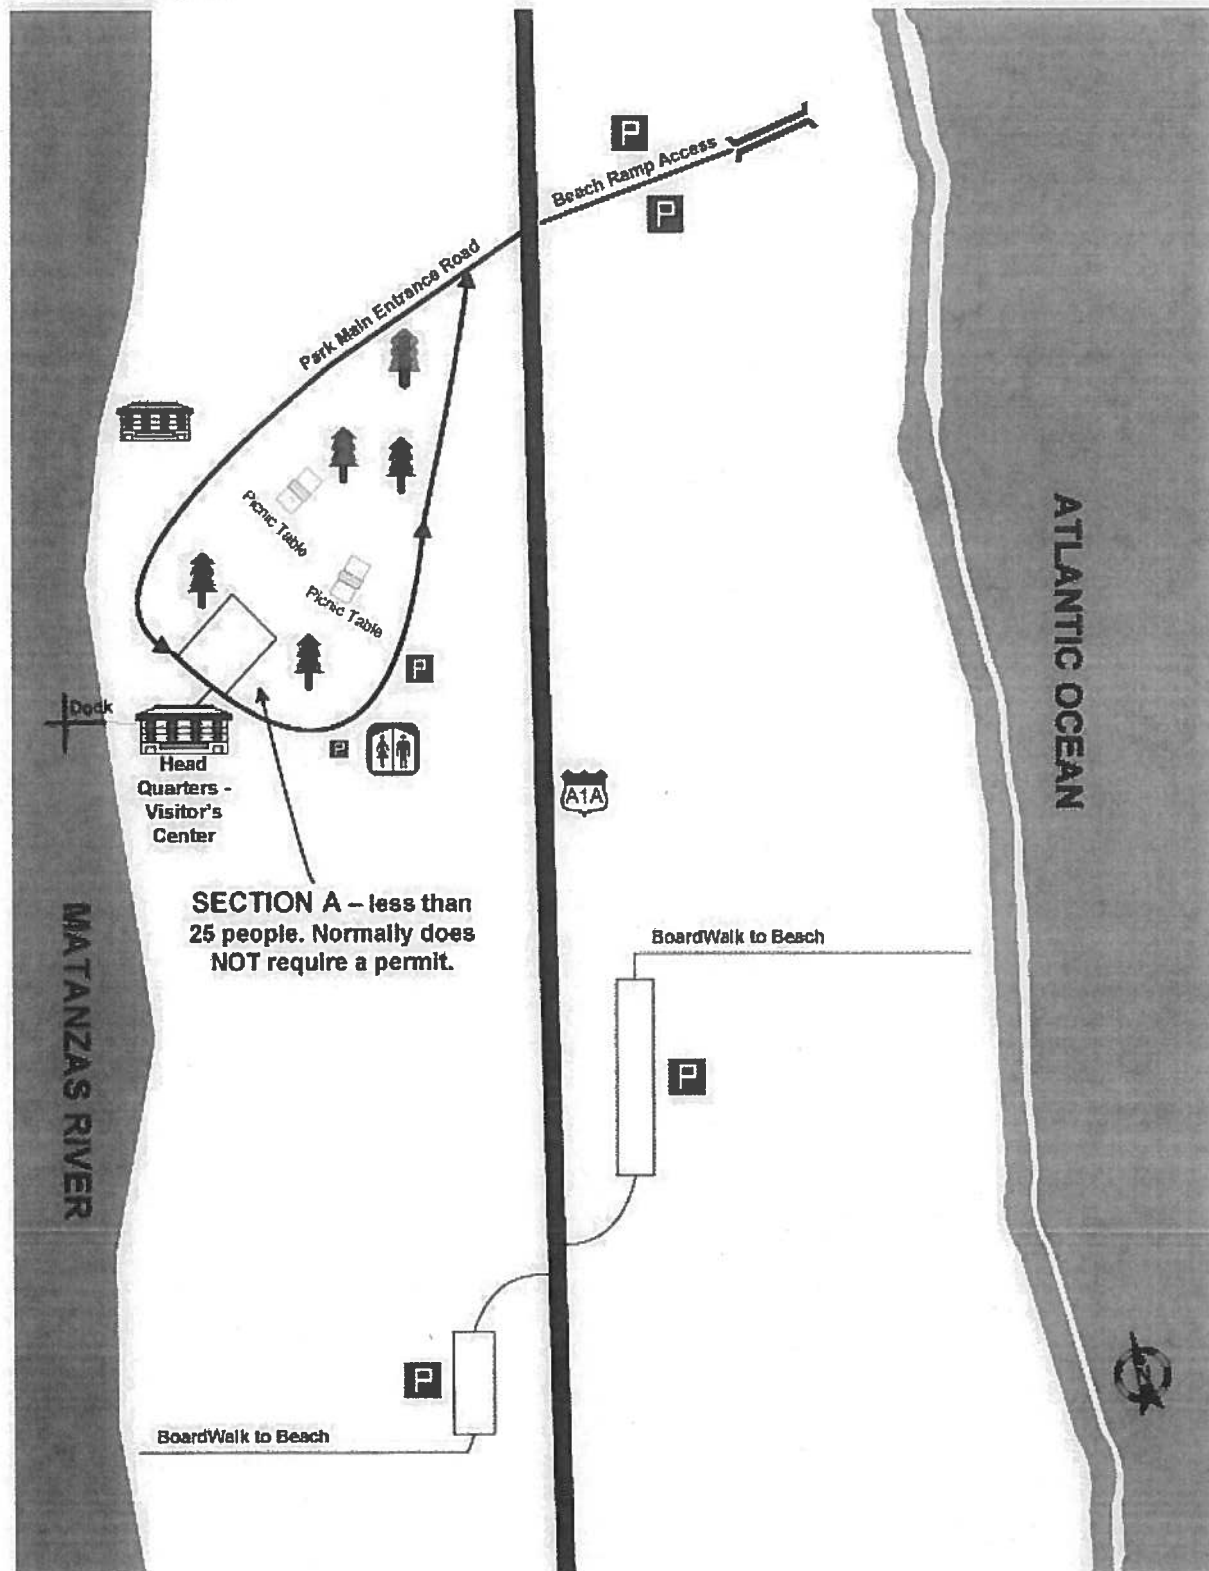 P
Beach Ramp Access
P
Park Main Entrance Road
Picnic Table
Picnic Table
P
Dock
P
Head
Quarters -
Visitor's
Center
A1A
ATLANTIC OCEAN
SECTION A – less than
25 people. Normally does
NOT require a permit.
MATANZAS RIVER
BoardWalk to Beach
P
P
BoardWalk to Beach